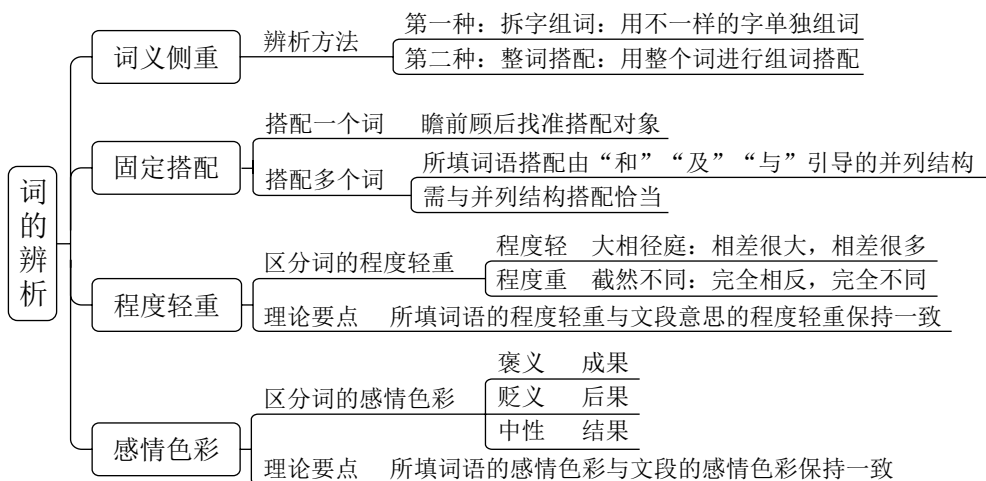 词的辨析
词义侧重
辨析方法
第一种：拆字组词：用不一样的字单独组词
第二种：整词搭配：用整个词进行组词搭配
固定搭配
搭配一个词 瞻前顾后找准搭配对象
搭配多个词
所填词语搭配由“和”“及”“与”引导的并列结构
需与并列结构搭配恰当
程度轻重
区分词的程度轻重
程度轻 大相径庭：相差很大，相差很多
程度重 截然不同：完全相反，完全不同
理论要点 所填词语的程度轻重与文段意思的程度轻重保持一致
感情色彩
区分词的感情色彩
褒义 成果
贬义 后果
中性 结果
理论要点 所填词语的感情色彩与文段的感情色彩保持一致